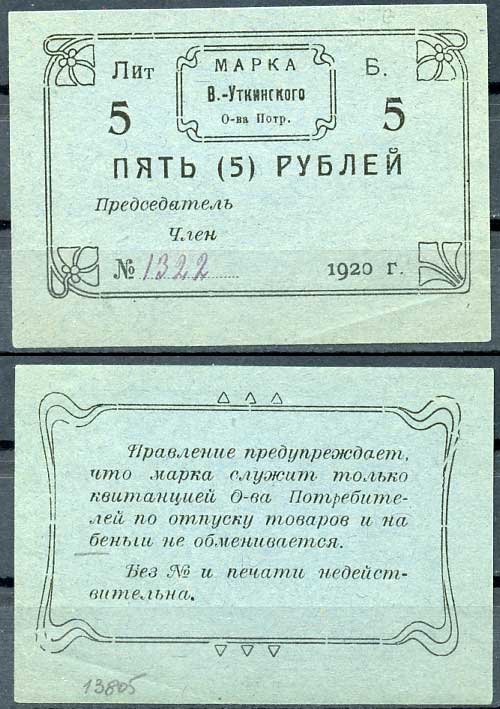 Лит
МАРКА
Б.
В.-Уткинского
О-ва Потр.
5
5
ПЯТЬ (5) РУБЛЕЙ
Председатель
Член
№ 1322
1920 г.
Правление предупреждает,
что марка служит только
квитанцией О-ва Потребите-
лей по отпуску товаров и на
беньги не обменивается.
Без № и печати недейст-
вительна.
13805